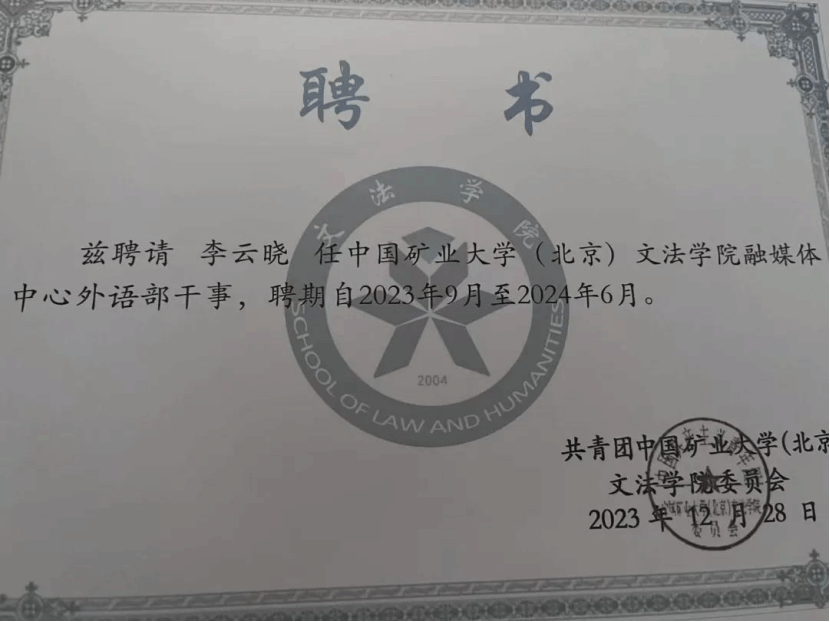 聘 书
文法学院
兹聘请 李云晓 任中国矿业大学（北京）文法学院融媒体
中心外语部干事，聘期自2023年9月至2024年6月。
2004
SCHOOL OF LAW AND HUMANITIES
共青团中国矿业大学(北京
文法学院委员会
2023 年 12 月 28 日
委员会